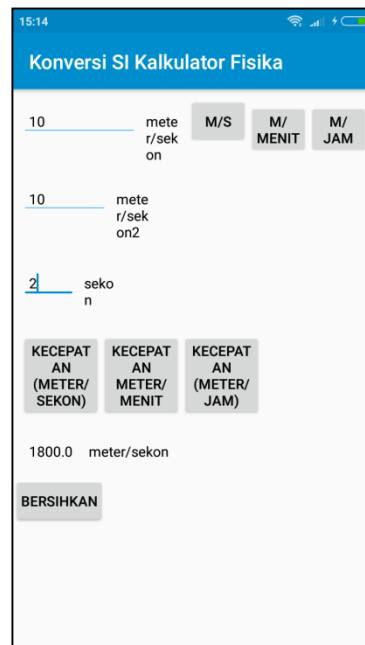 15:14
Konversi SI Kalkulator Fisika
10
mete
r/sek
on
M/S
M/
MENIT
M/
JAM
10
mete
r/sek
on2
2
seko
n
KECEPAT
AN
(METER/
SEKON)
KECEPAT
AN
METER/
MENIT
KECEPAT
AN
(METER/
JAM)
1800.0 meter/sekon
BERSIHKAN